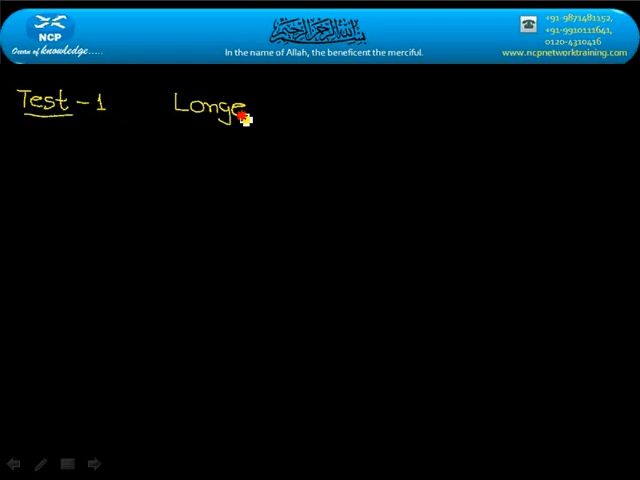 NCP
Ocean of knowledge.....
بسم الله الرحمن الرحيم
In the name of Allah, the beneficent the merciful.
+91-9871481152,
+91-9910111641,
0120-4310416
www.ncpnetworktraining.com
Test - 1 Longe